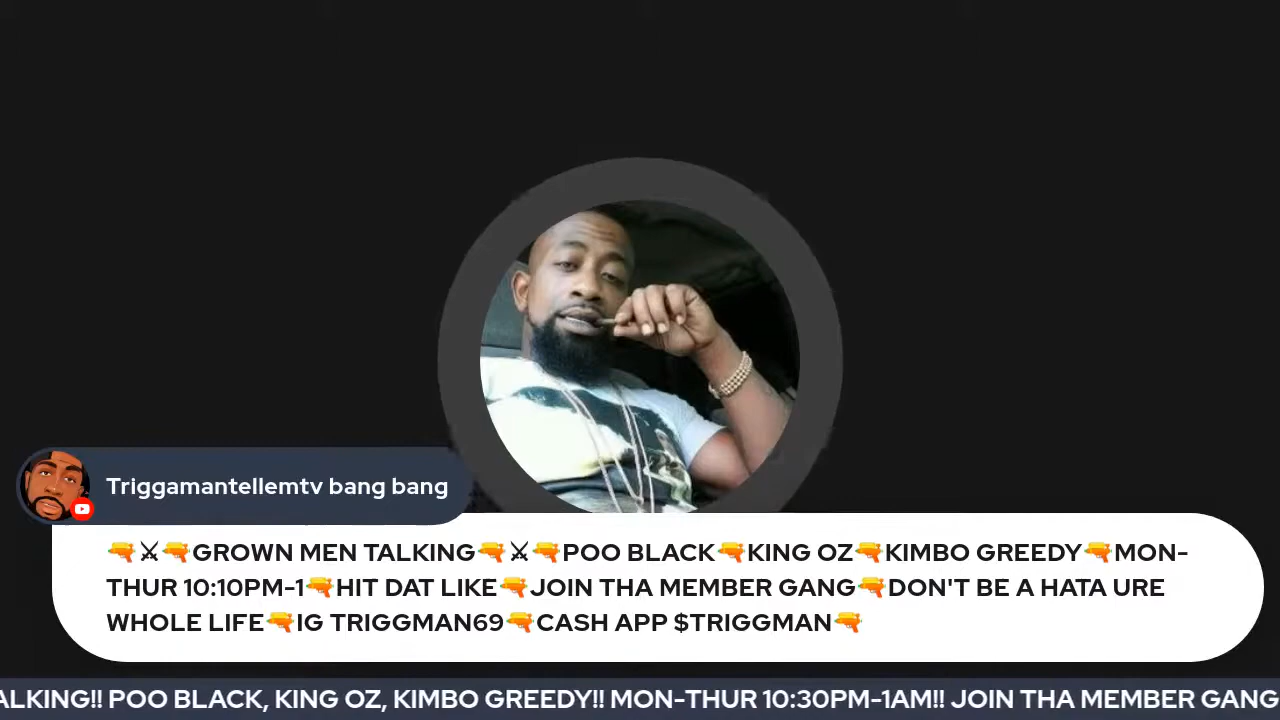 Triggamantellemtv bang bang
🔫⚔🔫GROWN MEN TALKING🔫⚔🔫POO BLACK🔫KING OZ🔫KIMBO GREEDY🔫MON-
THUR 10:10PM-1🔫HIT DAT LIKE🔫JOIN THA MEMBER GANG🔫DON'T BE A HATA URE
WHOLE LIFE🔫IG TRIGGMAN69🔫CASH APP $TRIGGMAN🔫
ALKING!! POO BLACK, KING OZ, KIMBO GREEDY!! MON-THUR 10:30PM-1AM!! JOIN THA MEMBER GANG